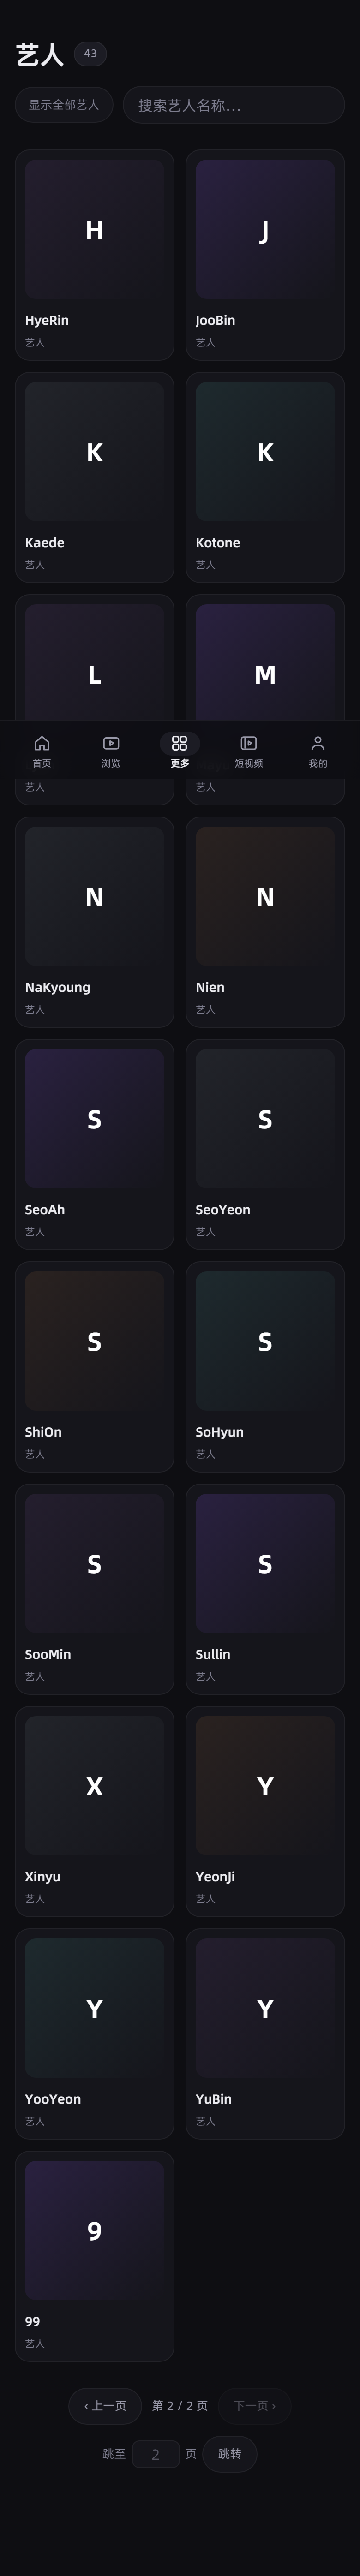 艺人 43
显示全部艺人 搜索艺人名称...
H J
HyeRin JooBin
艺人 艺人
K K
Kaede Kotone
艺人 艺人
L M
首页 浏览 更多 短视频 我的
艺人 艺人
N N
NaKyoung Nien
艺人 艺人
S S
SeoAh SeoYeon
艺人 艺人
S S
ShiOn SoHyun
艺人 艺人
S S
SooMin Sullin
艺人 艺人
X Y
Xinyu YeonJi
艺人 艺人
Y Y
YooYeon YuBin
艺人 艺人
9
99
艺人
‹ 上一页 第 2 / 2 页 下一页 ›
跳至 2 页 跳转